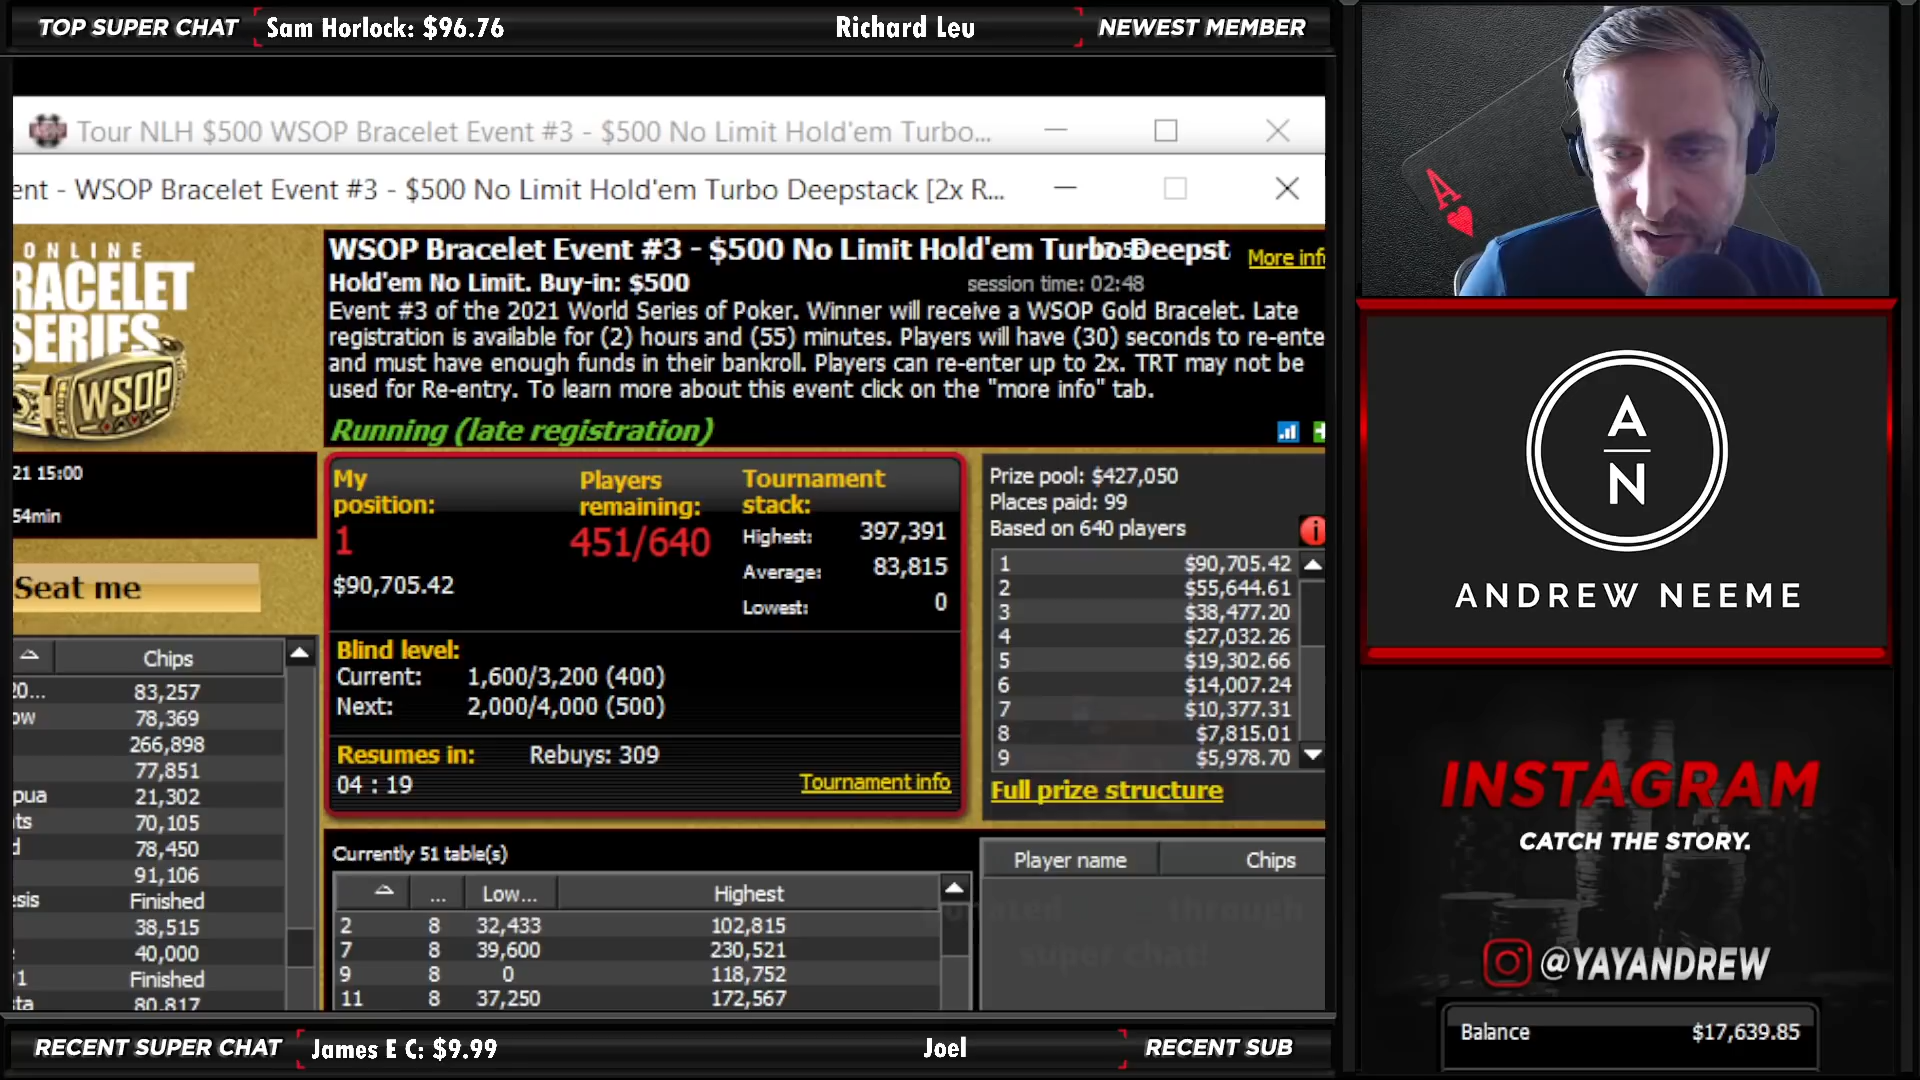 TOP SUPER CHAT Sam Horlock: $96.76 Richard Leu NEWEST MEMBER
Tour NLH $500 WSOP Bracelet Event #3 - $500 No Limit Hold'em Turbo...
ent - WSOP Bracelet Event #3 - $500 No Limit Hold'em Turbo Deepstack [2x R...
ONLINE
BRACELET
SERIES
WSOP
WSOP Bracelet Event #3 - $500 No Limit Hold'em Turbo Deepst
More inf
Hold'em No Limit. Buy-in: $500
session time: 02:48
Event #3 of the 2021 World Series of Poker. Winner will receive a WSOP Gold Bracelet. Late
registration is available for (2) hours and (55) minutes. Players will have (30) seconds to re-ente
and must have enough funds in their bankroll. Players can re-enter up to 2x. TRT may not be
used for Re-entry. To learn more about this event click on the "more info" tab.
Running (late registration)
21 15:00
54min
Seat me
Chips
20... 83,257
ow 78,369
266,898
77,851
pua 21,302
ts 70,105
d 78,450
91,106
esis Finished
38,515
40,000
1 Finished
sta 80,817
My
position:
1
$90,705.42
Players
remaining:
451/640
Tournament
stack:
Highest: 397,391
Average: 83,815
Lowest: 0
Blind level:
Current: 1,600/3,200 (400)
Next: 2,000/4,000 (500)
Resumes in: Rebuys: 309
04 : 19
Tournament info
Prize pool: $427,050
Places paid: 99
Based on 640 players
1 $90,705.42
2 $55,644.61
3 $38,477.20
4 $27,032.26
5 $19,302.66
6 $14,007.24
7 $10,377.31
8 $7,815.01
9 $5,978.70
Full prize structure
Currently 51 table(s)
... Low... Highest
2 8 32,433 102,815
7 8 39,600 230,521
9 8 0 118,752
11 8 37,250 172,567
Player name Chips
through
super chat!
A
A
N
ANDREW NEEME
INSTAGRAM
CATCH THE STORY.
@YAYANDREW
Balance $17,639.85
RECENT SUPER CHAT James E C: $9.99 Joel RECENT SUB